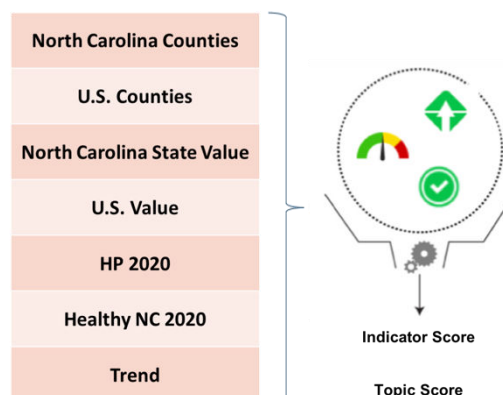 North Carolina Counties
U.S. Counties
North Carolina State Value
U.S. Value
HP 2020
Healthy NC 2020
Trend
Indicator Score
Topic Score